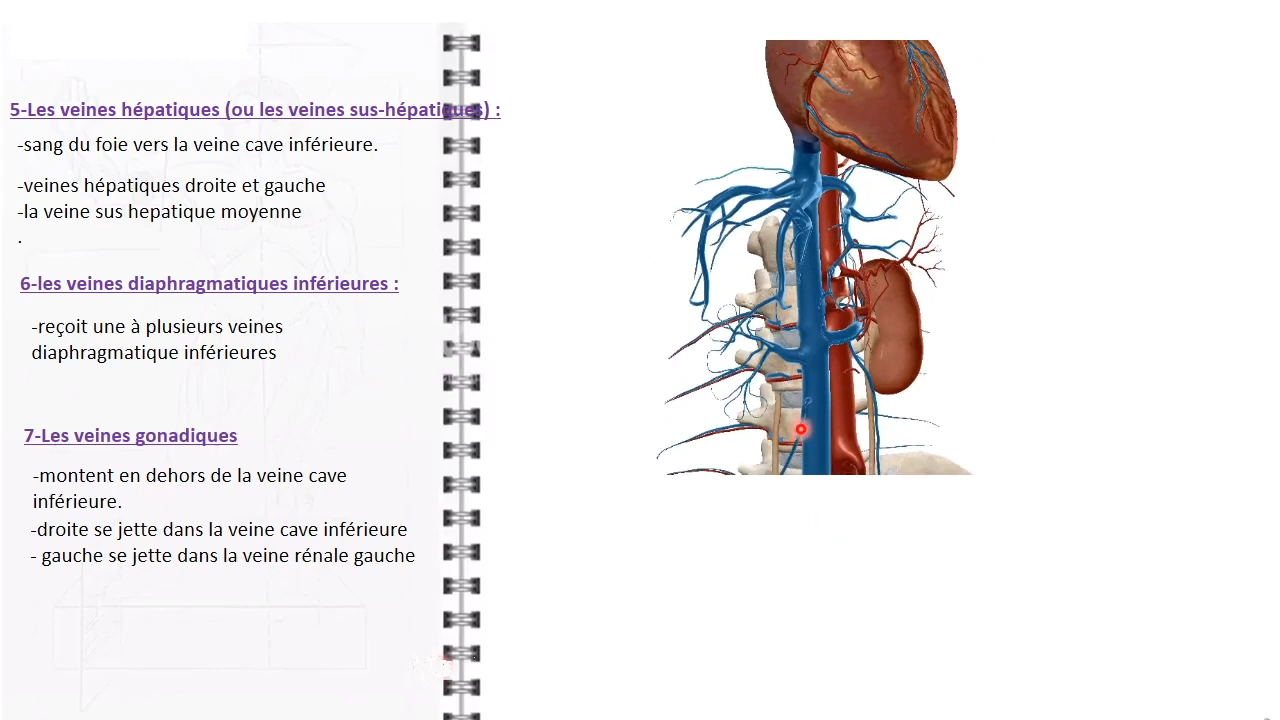 5-Les veines hépatiques (ou les veines sus-hépatiques) :
-sang du foie vers la veine cave inférieure.
-veines hépatiques droite et gauche
-la veine sus hepatique moyenne
.
6-les veines diaphragmatiques inférieures :
-reçoit une à plusieurs veines
diaphragmatique inférieures
7-Les veines gonadiques
-montent en dehors de la veine cave
inférieure.
-droite se jette dans la veine cave inférieure
- gauche se jette dans la veine rénale gauche